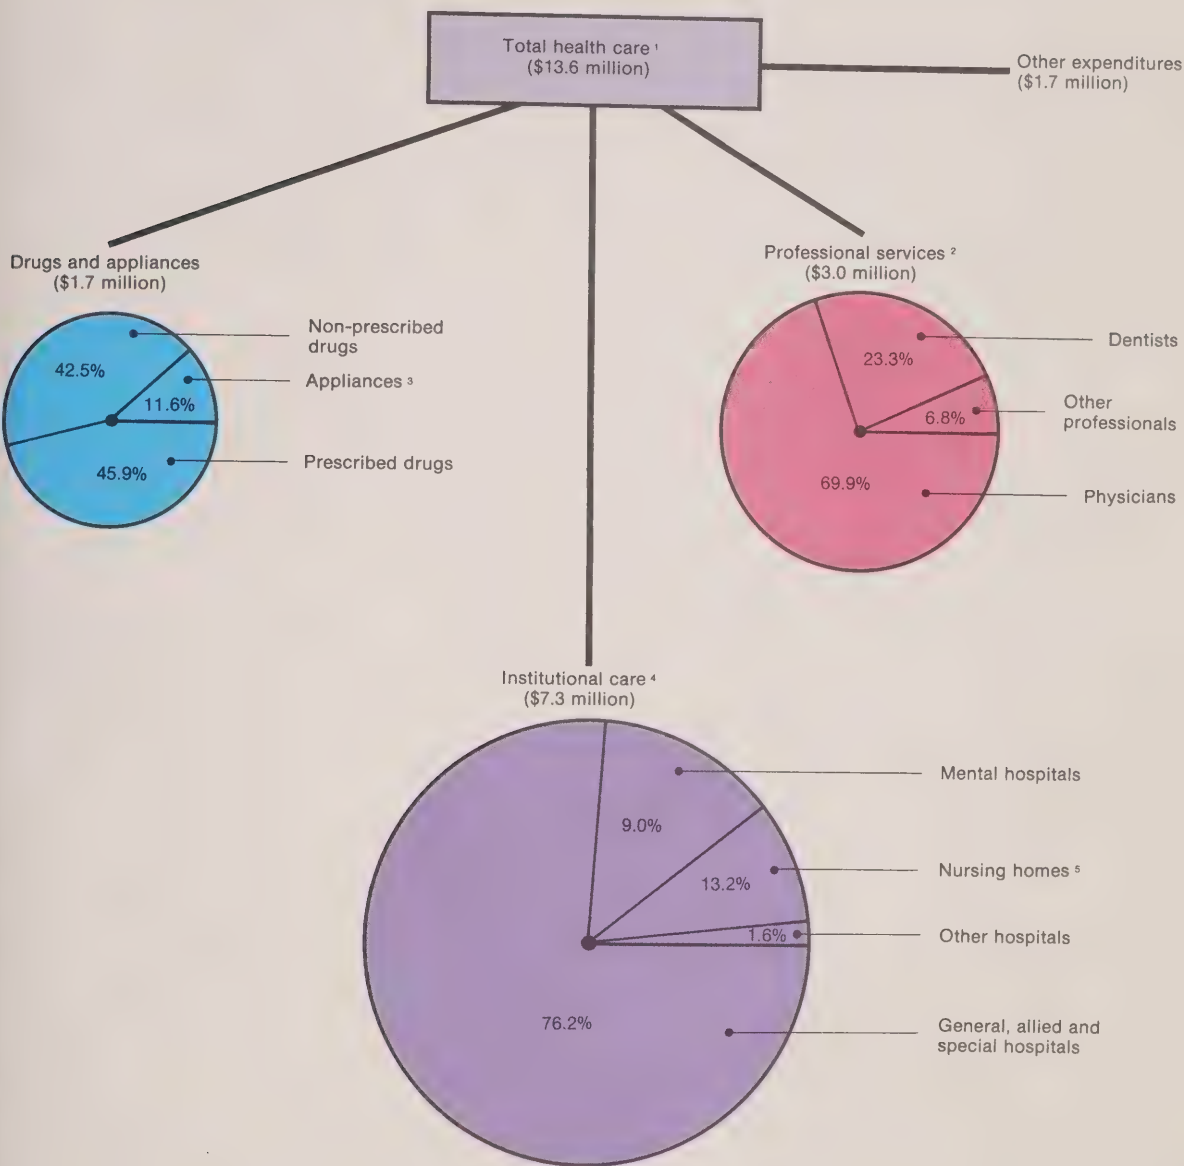 Total health care ¹
($13.6 million)
Other expenditures
($1.7 million)
Drugs and appliances
($1.7 million)
Non-prescribed
drugs
42.5%
Appliances ³
11.6%
Prescribed drugs
45.9%
Professional services ²
($3.0 million)
Dentists
23.3%
Other
professionals
6.8%
Physicians
69.9%
Institutional care ⁴
($7.3 million)
Mental hospitals
9.0%
Nursing homes ⁵
13.2%
Other hospitals
1.6%
General, allied and
special hospitals
76.2%